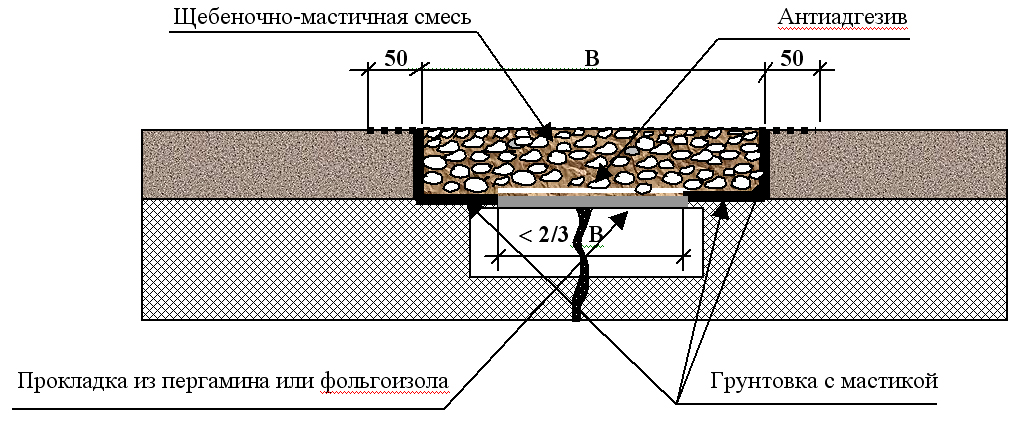 Щебеночно-мастичная смесь
Антиадгезив
50 В 50
< 2/3 В
Прокладка из пергамина или фольгоизола
Грунтовка с мастикой